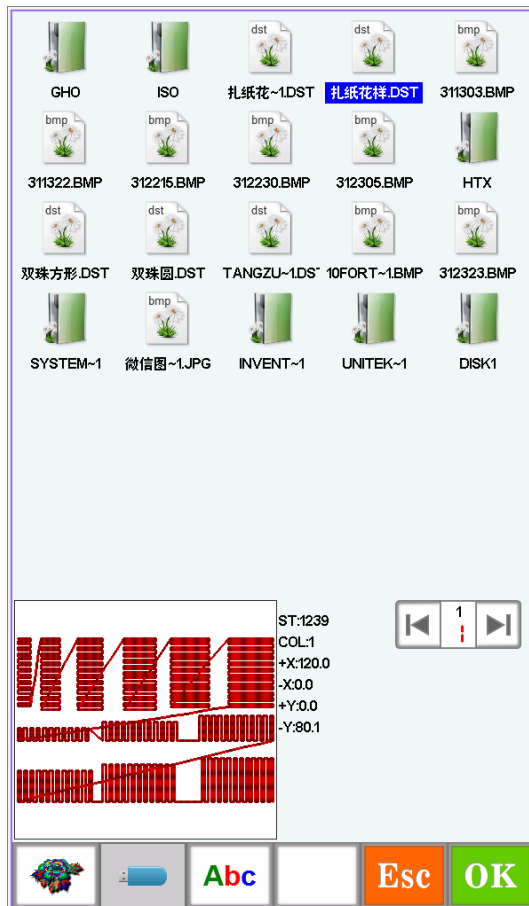 dst dst bmp
GHO ISO 扎纸花~1.DST 扎纸花样.DST 311303.BMP
bmp bmp bmp bmp
311322.BMP 312215.BMP 312230.BMP 312305.BMP HTX
dst dst dst bmp bmp
双珠方形.DST 双珠圆.DST TANGZU~1.DS 10FORT~1.BMP 312323.BMP
bmp
SYSTEM~1 微信图~1.JPG INVENT~1 UNITEK~1 DISK1
ST:1239
COL:1
+X:120.0
-X:0.0
+Y:0.0
-Y:80.1
1
Abc Esc OK